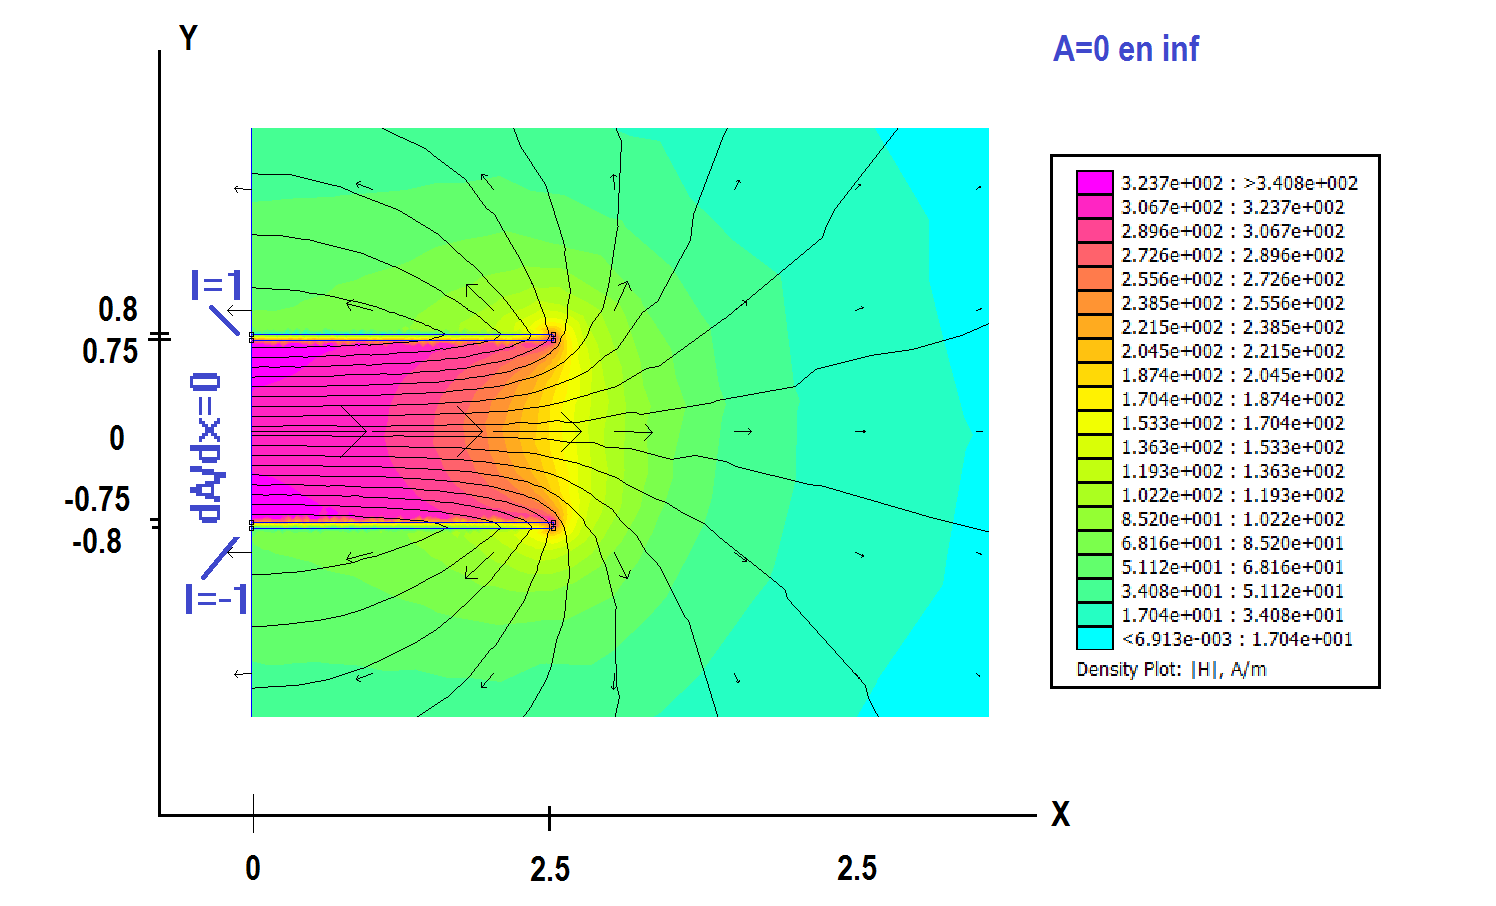 Y
A=0 en inf
3.237e+002 : >3.408e+002
3.067e+002 : 3.237e+002
2.896e+002 : 3.067e+002
2.726e+002 : 2.896e+002
2.556e+002 : 2.726e+002
2.385e+002 : 2.556e+002
2.215e+002 : 2.385e+002
2.045e+002 : 2.215e+002
1.874e+002 : 2.045e+002
1.704e+002 : 1.874e+002
1.533e+002 : 1.704e+002
1.363e+002 : 1.533e+002
1.193e+002 : 1.363e+002
1.022e+002 : 1.193e+002
8.520e+001 : 1.022e+002
6.816e+001 : 8.520e+001
5.112e+001 : 6.816e+001
3.408e+001 : 5.112e+001
1.704e+001 : 3.408e+001
<6.913e-003 : 1.704e+001
Density Plot: |H|, A/m
I=1
0.8
0.75
dA/dx=0
0
-0.75
-0.8
I=-1
X
0
2.5
2.5